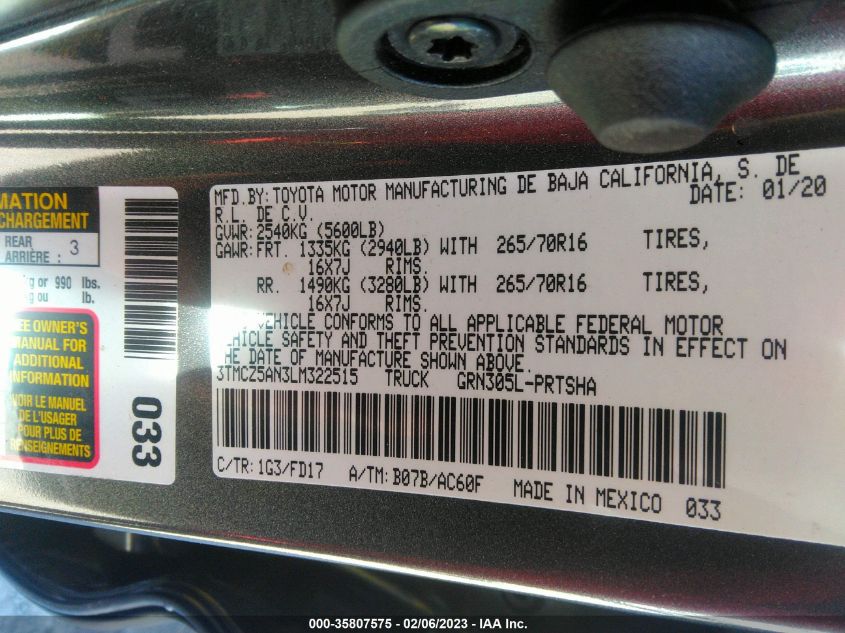 MATION
CHARGEMENT
REAR
ARRIÈRE : 3
kg or 990 lbs.
kg ou lb.
SEE OWNER'S
MANUAL FOR
ADDITIONAL
INFORMATION
VOIR LE MANUEL
DE L'USAGER
POUR PLUS DE
RENSEIGNEMENTS
033
MFD.BY:TOYOTA MOTOR MANUFACTURING DE BAJA CALIFORNIA, S. DE
R.L. DE C.V. DATE: 01/20
GVWR:2540KG (5600LB)
GAWR:FRT. 1335KG (2940LB) WITH 265/70R16 TIRES,
16X7J RIMS.
RR. 1490KG (3280LB) WITH 265/70R16 TIRES,
16X7J RIMS.
VEHICLE CONFORMS TO ALL APPLICABLE FEDERAL MOTOR
VEHICLE SAFETY AND THEFT PREVENTION STANDARDS IN EFFECT ON
THE DATE OF MANUFACTURE SHOWN ABOVE.
3TMCZ5AN3LM322515 TRUCK GRN305L-PRTSHA
C/TR:1G3/FD17 A/TM:B07B/AC60F MADE IN MEXICO 033
000-35807575 - 02/06/2023 - IAA Inc.